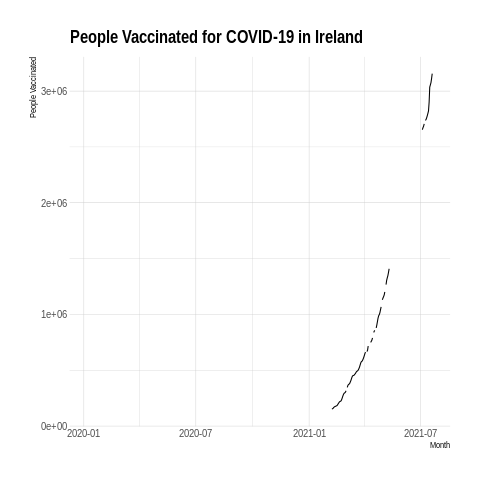 People Vaccinated for COVID-19 in Ireland
People Vaccinated
3e+06
2e+06
1e+06
0e+00
2020-01
2020-07
2021-01
2021-07
Month